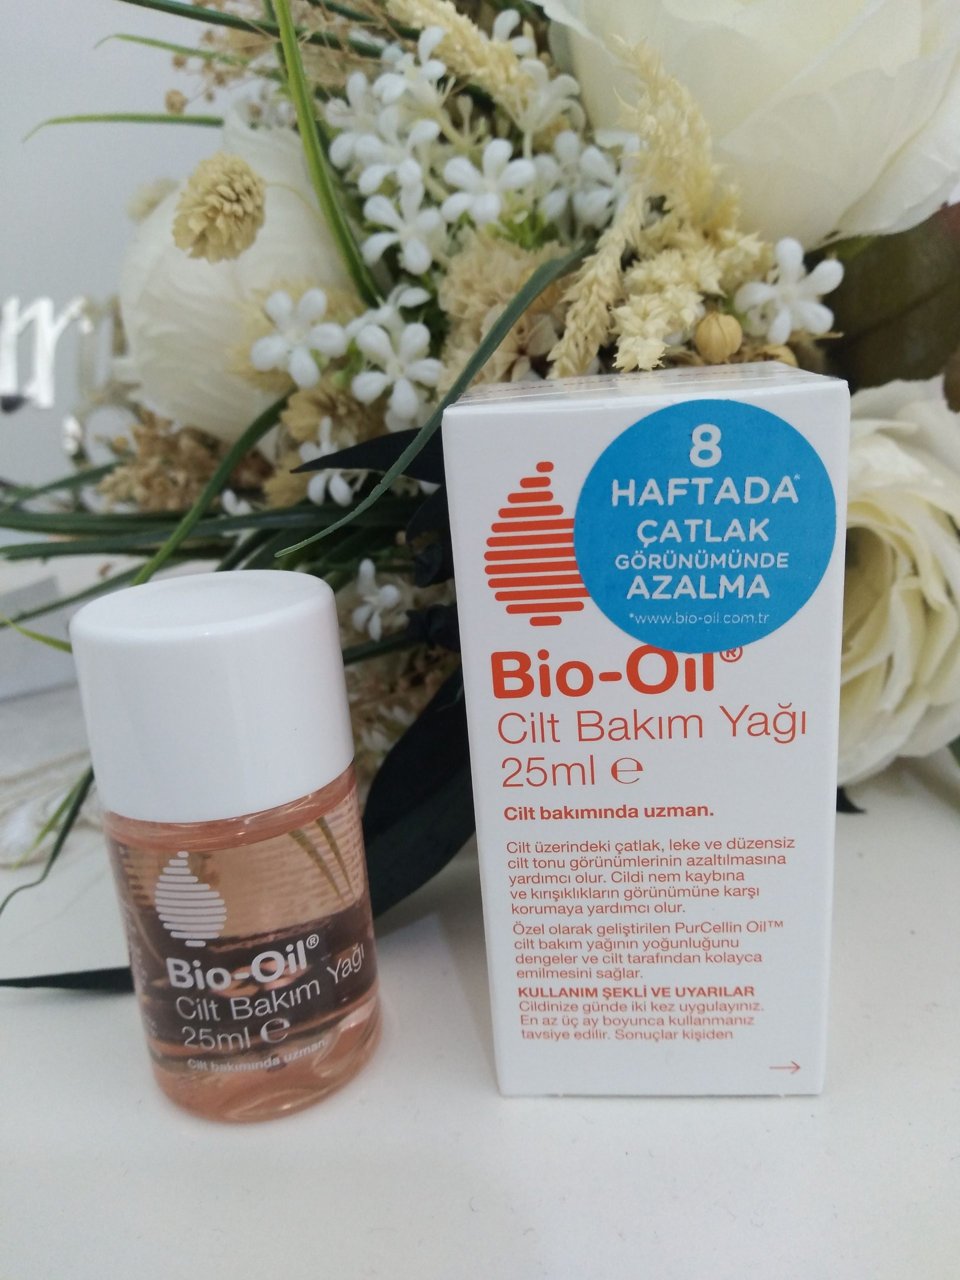 8
HAFTADA*
ÇATLAK
GÖRÜNÜMÜNDE
AZALMA
*www.bio-oil.com.tr
Bio-Oil®
Cilt Bakım Yağı
25ml ℮
Cilt bakımında uzman.
Cilt üzerindeki çatlak, leke ve düzensiz
cilt tonu görünümlerinin azaltılmasına
yardımcı olur. Cildi nem kaybına
ve kırışıklıkların görünümüne karşı
korumaya yardımcı olur.
Özel olarak geliştirilen PurCellin Oil™
cilt bakım yağının yoğunluğunu
dengeler ve cilt tarafından kolayca
emilmesini sağlar.
KULLANIM ŞEKLİ VE UYARILAR
Cildinize günde iki kez uygulayınız.
En az üç ay boyunca kullanmanız
tavsiye edilir. Sonuçlar kişiden
Bio-Oil®
Cilt Bakım Yağı
25ml ℮
Cilt bakımında uzman.